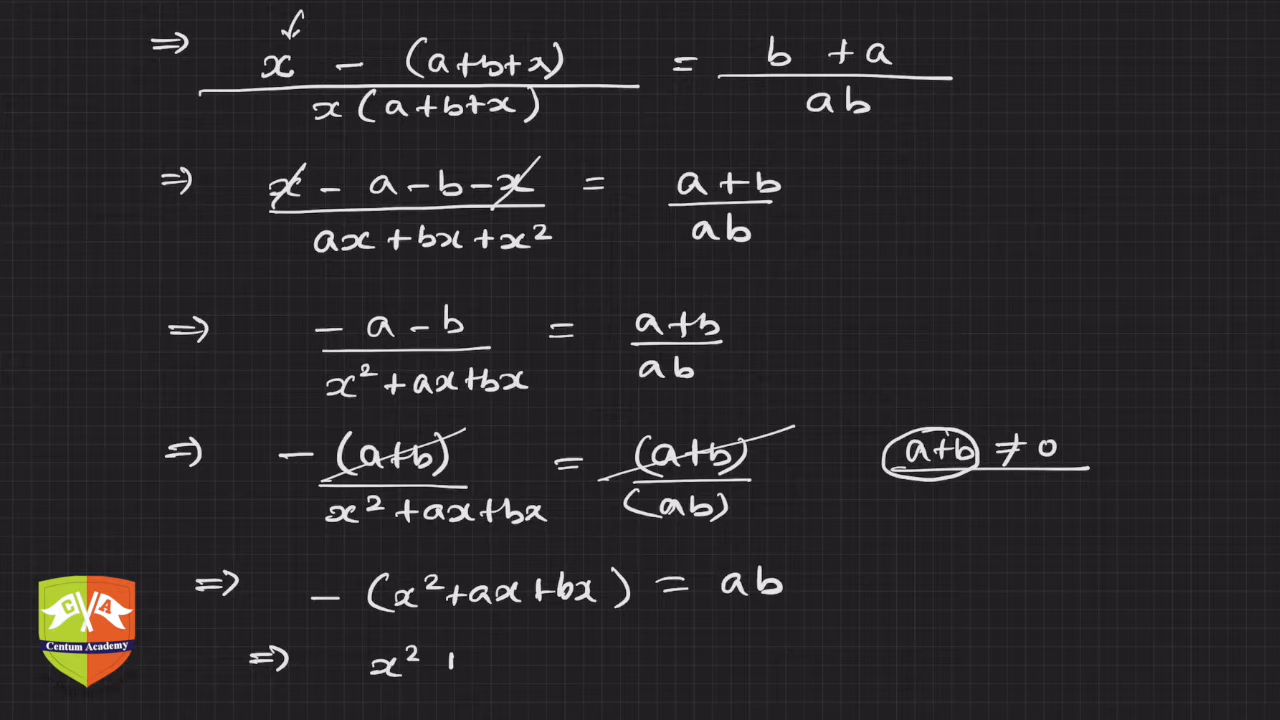 ⇒ x - (a+b+x) / x(a+b+x) = b + a / ab
⇒ x - a - b - x / ax + bx + x² = a + b / ab
⇒ - a - b / x² + ax + bx = a + b / ab
⇒ - (a+b) / x² + ax + bx = (a+b) / (ab) a+b ≠ 0
⇒ - (x² + ax + bx) = ab
⇒ x²
C A
Centum Academy